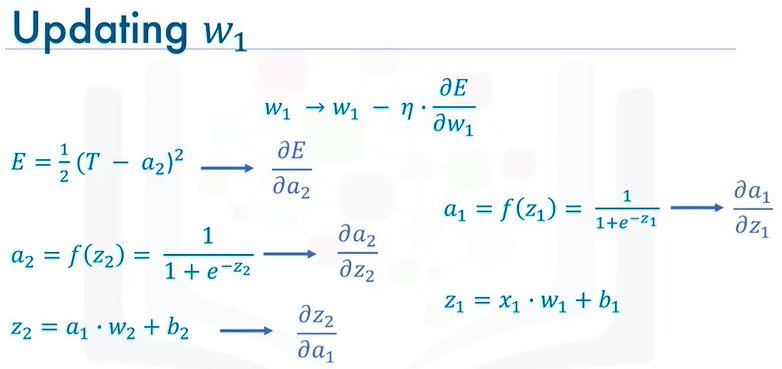 Updating w₁
w₁ → w₁ − η · ∂E/∂w₁
E = 1/2 (T − a₂)² → ∂E/∂a₂
a₂ = f(z₂) = 1/(1 + e^(−z₂)) → ∂a₂/∂z₂
z₂ = a₁ · w₂ + b₂ → ∂z₂/∂a₁
a₁ = f(z₁) = 1/(1+e^(−z₁)) → ∂a₁/∂z₁
z₁ = x₁ · w₁ + b₁